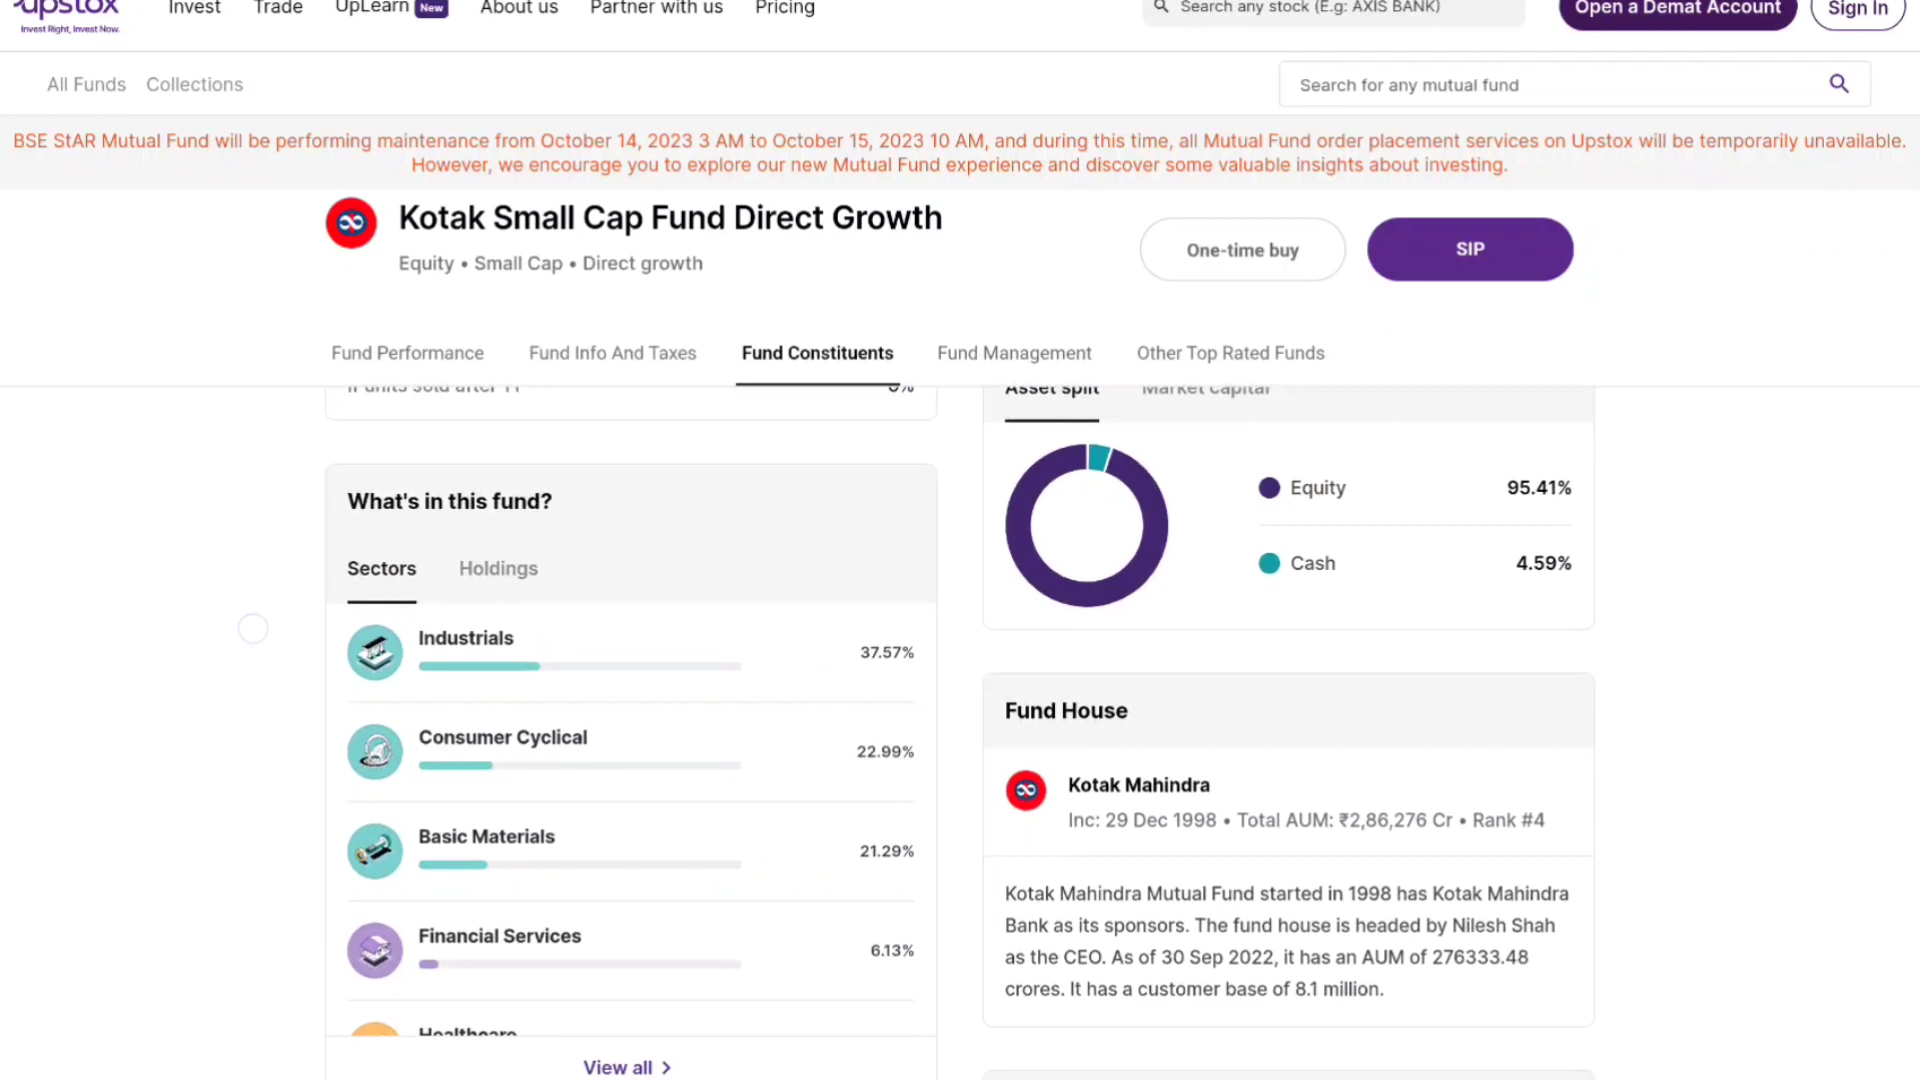 upstox
Invest Right, Invest Now.
Invest
Trade
UpLearn New
About us
Partner with us
Pricing
Search any stock (E.g: AXIS BANK)
Open a Demat Account
Sign In
All Funds
Collections
Search for any mutual fund
BSE StAR Mutual Fund will be performing maintenance from October 14, 2023 3 AM to October 15, 2023 10 AM, and during this time, all Mutual Fund order placement services on Upstox will be temporarily unavailable.
However, we encourage you to explore our new Mutual Fund experience and discover some valuable insights about investing.
Kotak Small Cap Fund Direct Growth
Equity • Small Cap • Direct growth
One-time buy
SIP
Fund Performance
Fund Info And Taxes
Fund Constituents
Fund Management
Other Top Rated Funds
If units sold after 1Y
0%
What's in this fund?
Sectors
Holdings
Industrials
37.57%
Consumer Cyclical
22.99%
Basic Materials
21.29%
Financial Services
6.13%
Healthcare
View all
Asset split
Market capital
Equity
95.41%
Cash
4.59%
Fund House
Kotak Mahindra
Inc: 29 Dec 1998 • Total AUM: ₹2,86,276 Cr • Rank #4
Kotak Mahindra Mutual Fund started in 1998 has Kotak Mahindra
Bank as its sponsors. The fund house is headed by Nilesh Shah
as the CEO. As of 30 Sep 2022, it has an AUM of 276333.48
crores. It has a customer base of 8.1 million.